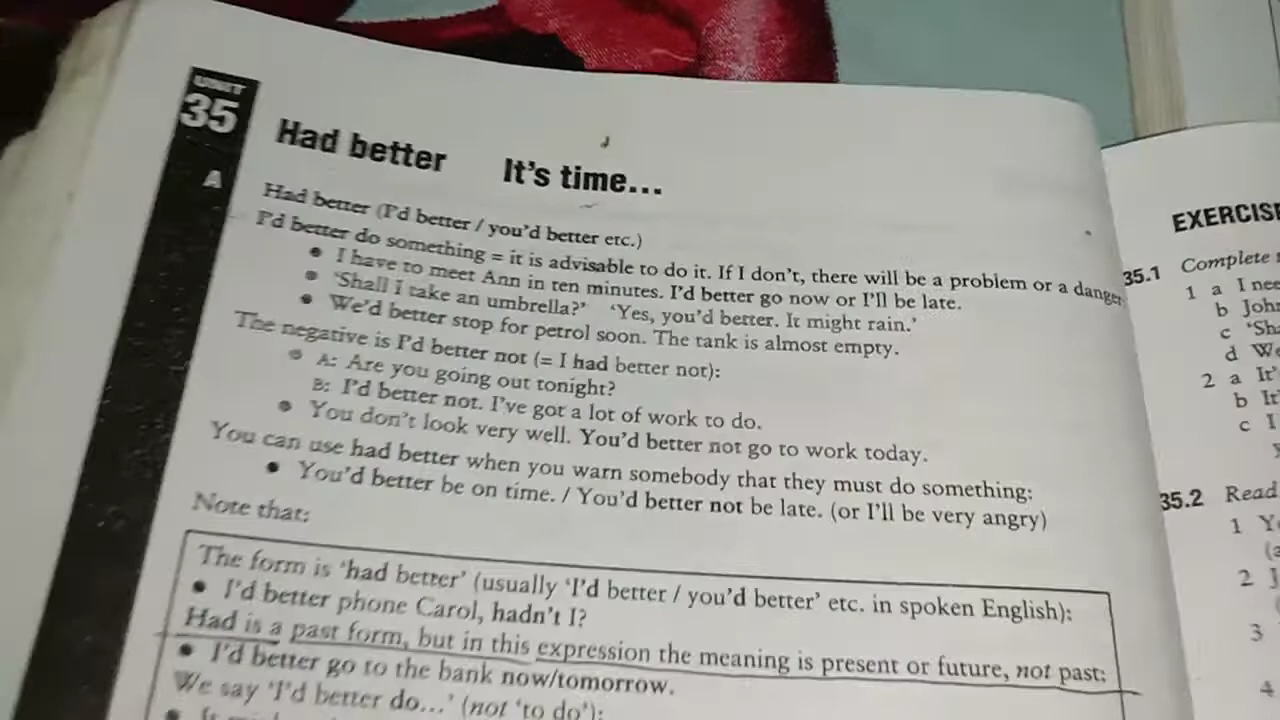 UNIT
35
Had better It's time...
A
Had better (I'd better / you'd better etc.)
I'd better do something = it is advisable to do it. If I don't, there will be a problem or a danger
• I have to meet Ann in ten minutes. I'd better go now or I'll be late.
• 'Shall I take an umbrella?' 'Yes, you'd better. It might rain.'
• We'd better stop for petrol soon. The tank is almost empty.
The negative is I'd better not (= I had better not):
• A: Are you going out tonight?
B: I'd better not. I've got a lot of work to do.
• You don't look very well. You'd better not go to work today.
You can use had better when you warn somebody that they must do something:
• You'd better be on time. / You'd better not be late. (or I'll be very angry)
Note that:
The form is 'had better' (usually 'I'd better / you'd better' etc. in spoken English):
• I'd better phone Carol, hadn't I?
Had is a past form, but in this expression the meaning is present or future, not past:
• I'd better go to the bank now/tomorrow.
We say 'I'd better do...' (not 'to do'):
EXERCISE
35.1 Complete
1 a I
b
c
d
2 a It'
b It'
c I
35.2 Read
1
2
3
4